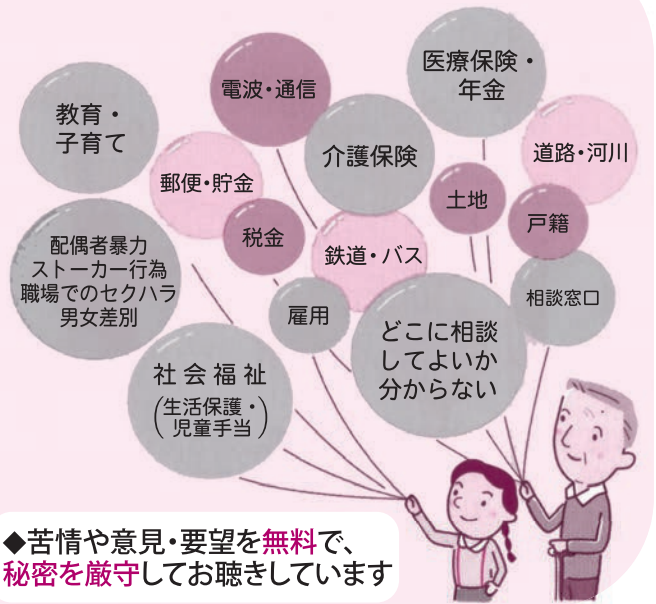 教育・
子育て
電波・通信
医療保険・
年金
介護保険
道路・河川
郵便・貯金
土地
戸籍
税金
鉄道・バス
配偶者暴力
ストーカー行為
職場でのセクハラ
男女差別
雇用
相談窓口
どこに相談
してよいか
分からない
社会福祉
(生活保護・
児童手当)
◆苦情や意見・要望を無料で、
秘密を厳守してお聴きしています